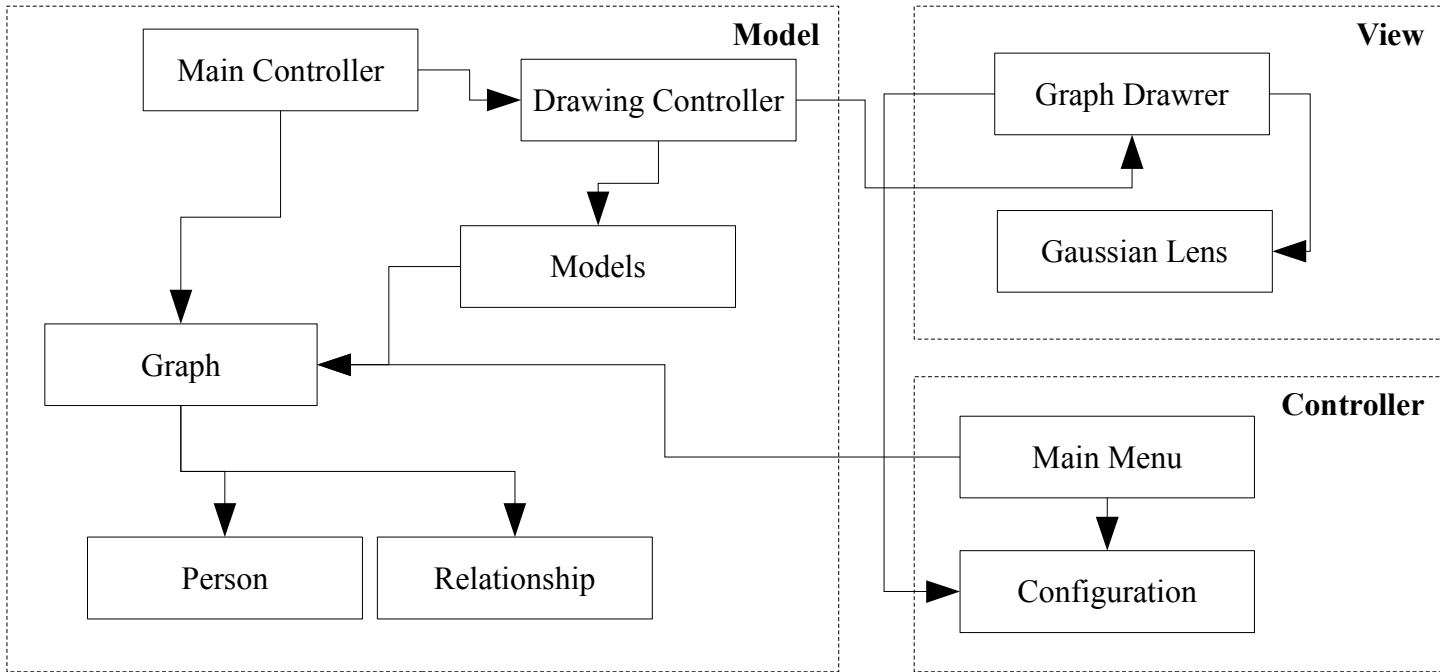 Model
Main Controller
Drawing Controller
Models
Graph
Person
Relationship
View
Graph Drawrer
Gaussian Lens
Controller
Main Menu
Configuration